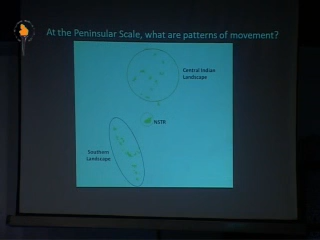 At the Peninsular Scale, what are patterns of movement?
Central Indian
Landscape
NSTR
Southern
Landscape